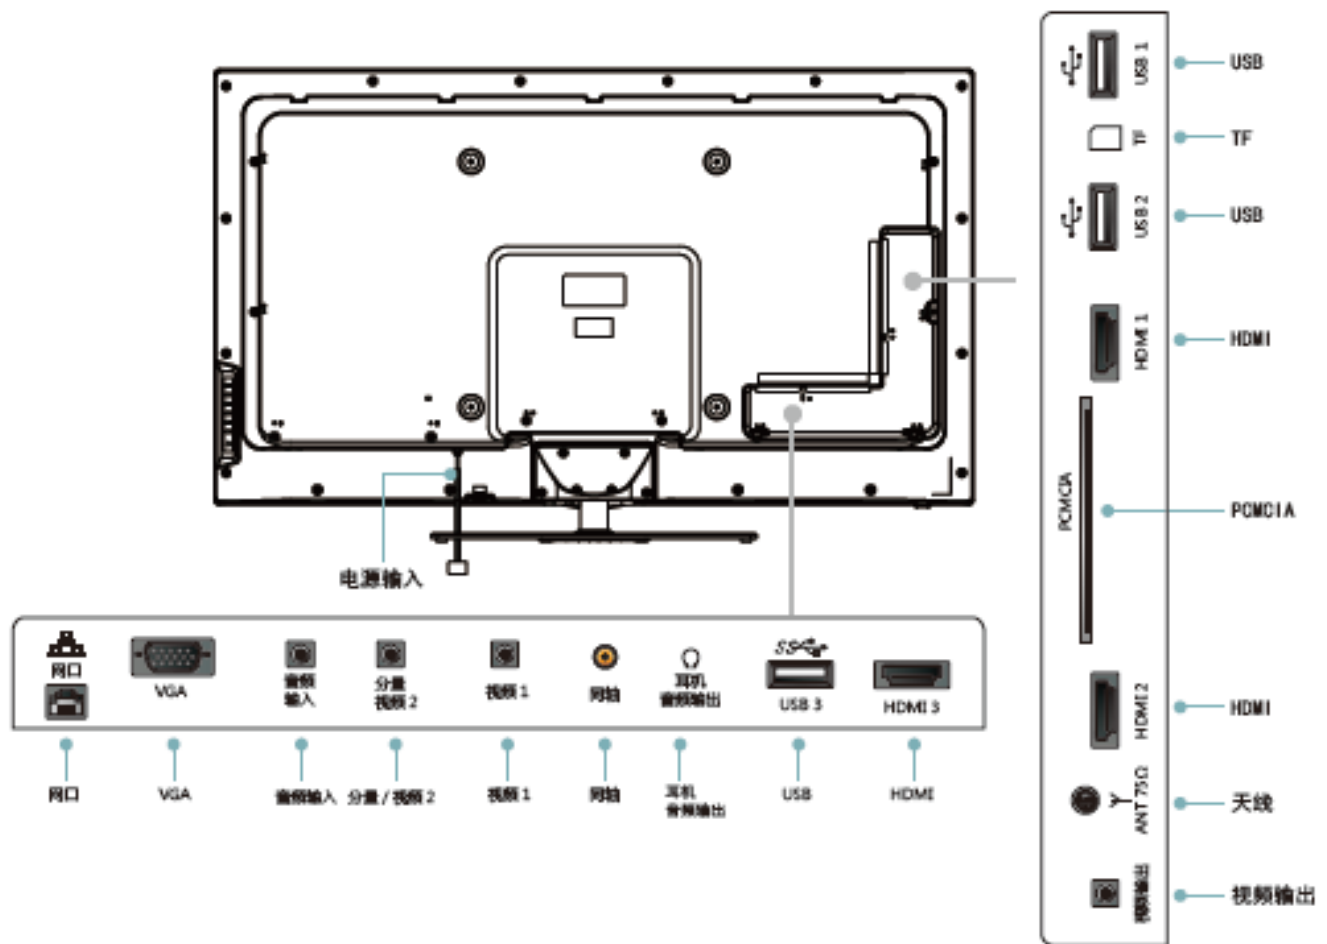 USB 1
USB
TF
TF
USB 2
USB
HDMI 1
HDMI
PCMCIA
PCMCIA
HDMI 2
HDMI
ANT 75Ω
天线
视频输出
视频输出
电源输入
网口
VGA
音频
输入
分量
视频 2
视频 1
同轴
耳机
音频输出
SS
USB 3
HDMI 3
网口
VGA
音频输入
分量 / 视频 2
视频 1
同轴
耳机
音频输出
USB
HDMI